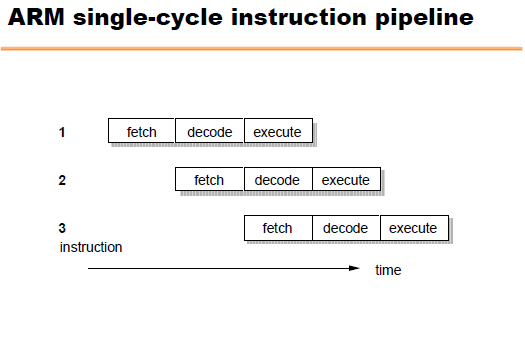 ARM single-cycle instruction pipeline
1 fetch decode execute
2 fetch decode execute
3 fetch decode execute
instruction
time